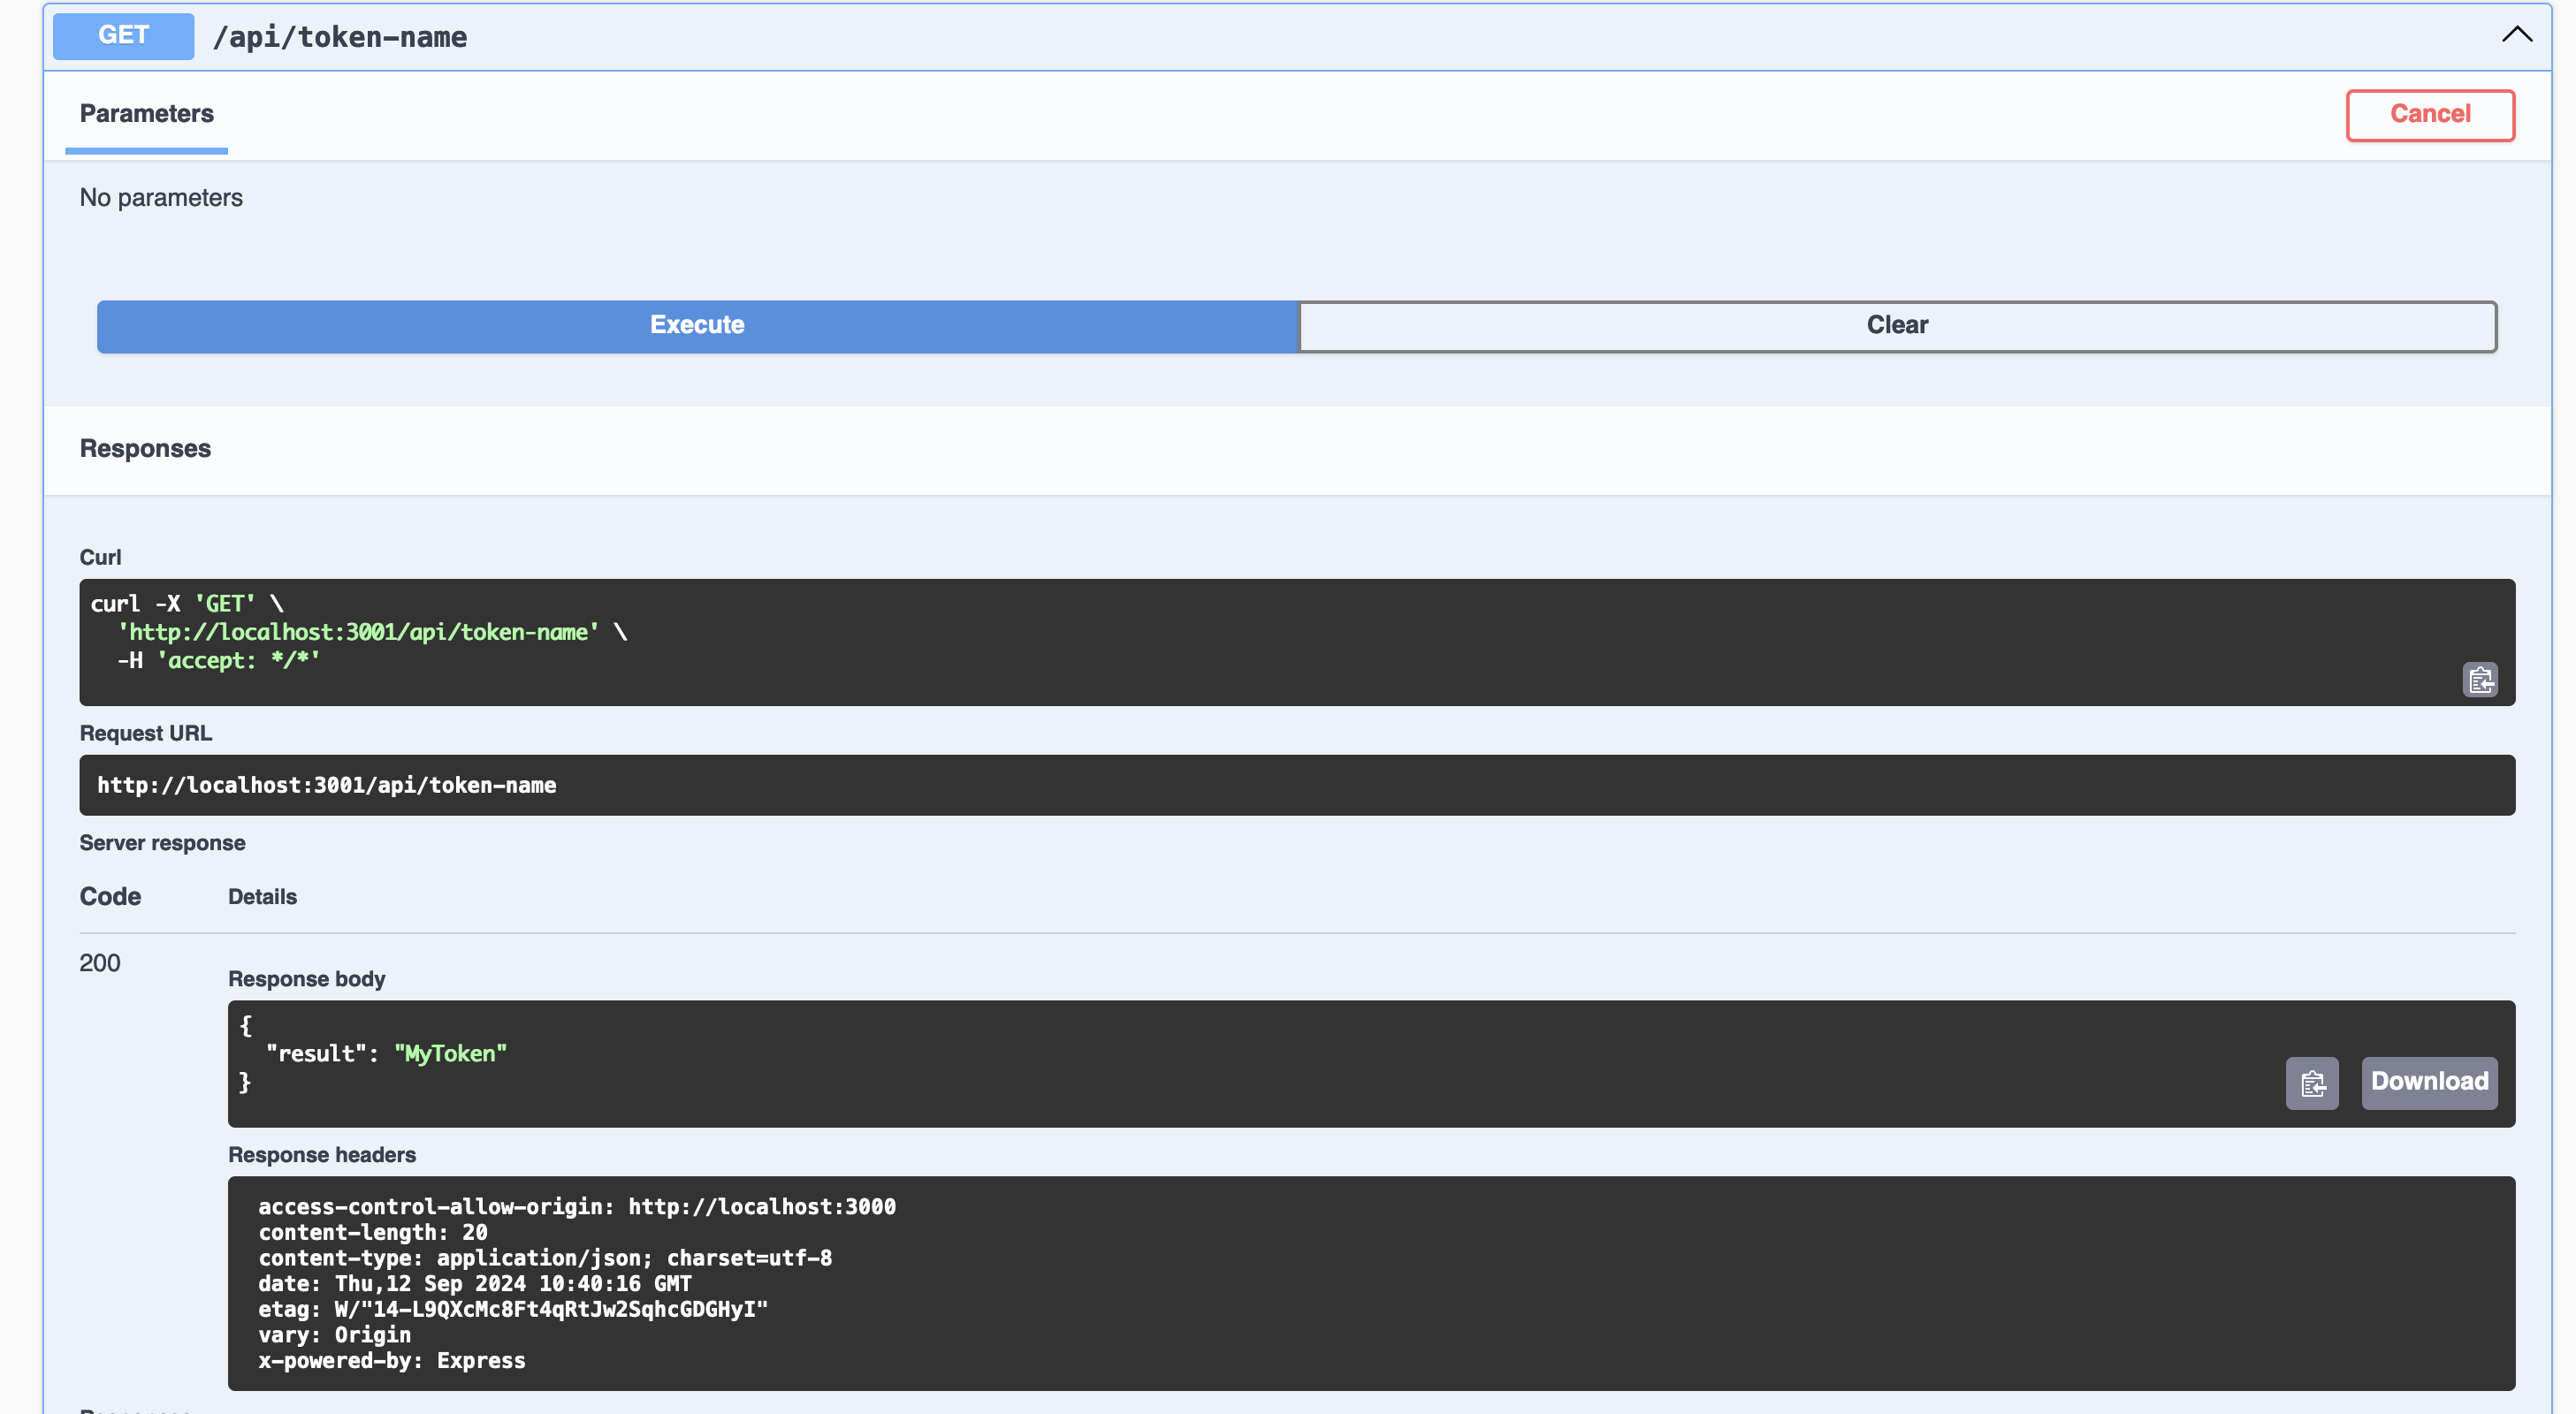 GET /api/token-name
Parameters
Cancel
No parameters
Execute
Clear
Responses
Curl
curl -X 'GET' \
  'http://localhost:3001/api/token-name' \
  -H 'accept: */*'
Request URL
http://localhost:3001/api/token-name
Server response
Code Details
200
Response body
{
  "result": "MyToken"
}
Download
Response headers
access-control-allow-origin: http://localhost:3000
content-length: 20
content-type: application/json; charset=utf-8
date: Thu,12 Sep 2024 10:40:16 GMT
etag: W/"14-L9QXcMc8Ft4qRtJw2SqhcGDGHyI"
vary: Origin
x-powered-by: Express